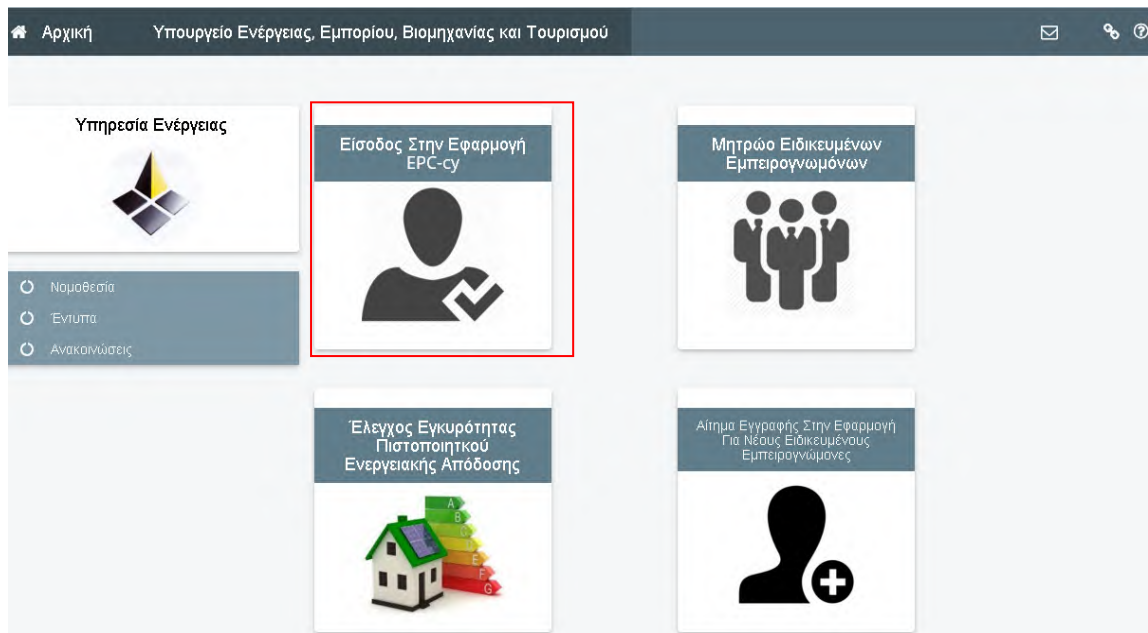 Αρχική
Υπουργείο Ενέργειας, Εμπορίου, Βιομηχανίας και Τουρισμού
Υπηρεσία Ενέργειας
Νομοθεσία
Έντυπα
Ανακοινώσεις
Είσοδος Στην Εφαρμογή
EPC-cy
Μητρώο Ειδικευμένων
Εμπειρογνωμόνων
Έλεγχος Εγκυρότητας
Πιστοποιητκού
Ενεργειακής Απόδοσης
A
B
C
D
E
F
G
Αίτημα Εγγραφής Στην Εφαρμογή
Για Νέους Ειδικευμένους
Εμπειρογνώμονες